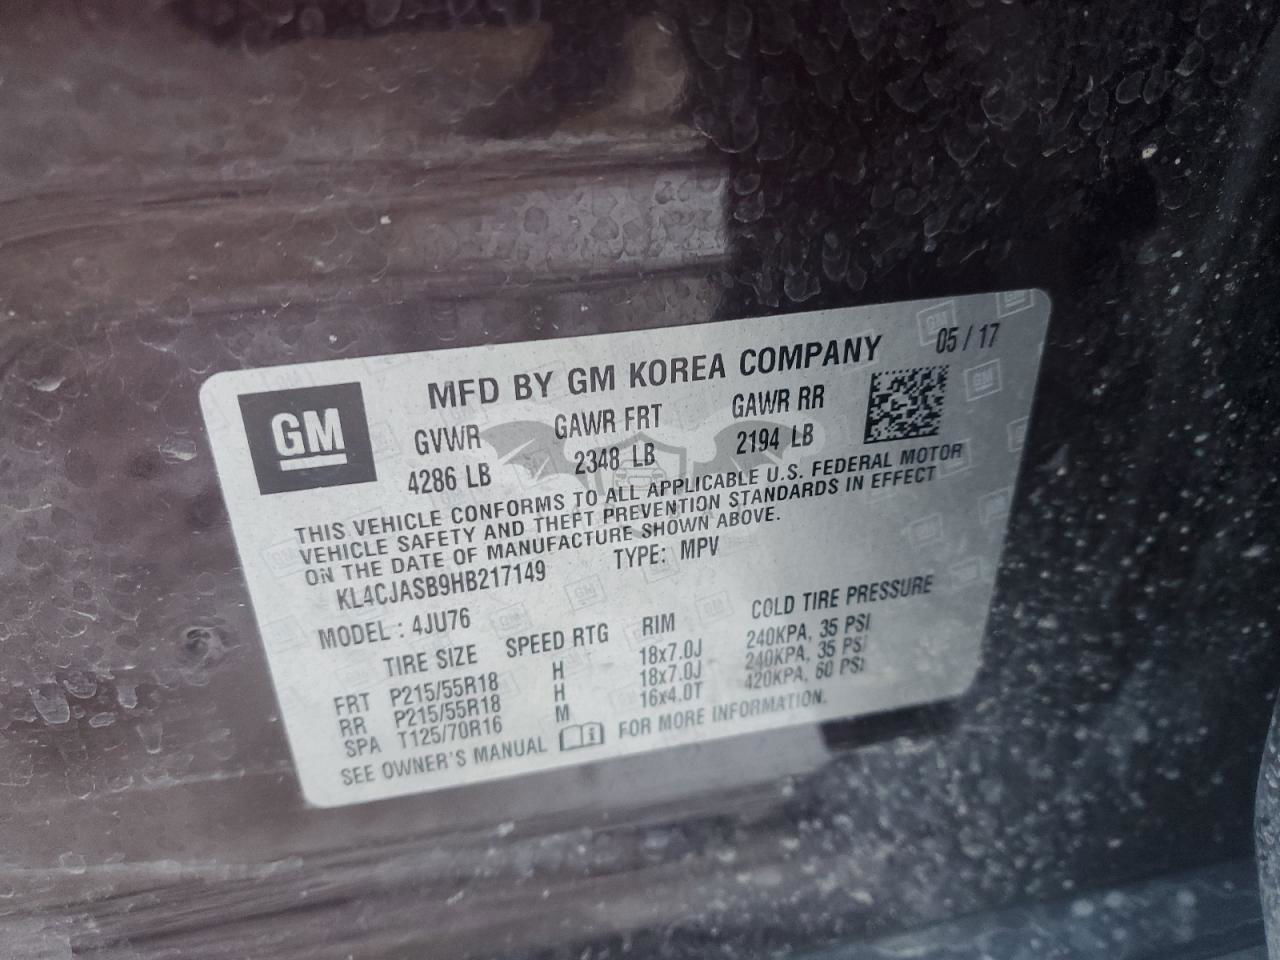 GM
MFD BY GM KOREA COMPANY 05 / 17
GVWR GAWR FRT GAWR RR
4286 LB 2348 LB 2194 LB
THIS VEHICLE CONFORMS TO ALL APPLICABLE U.S. FEDERAL MOTOR
VEHICLE SAFETY AND THEFT PREVENTION STANDARDS IN EFFECT
ON THE DATE OF MANUFACTURE SHOWN ABOVE.
KL4CJASB9HB217149 TYPE: MPV
MODEL : 4JU76
TIRE SIZE SPEED RTG RIM COLD TIRE PRESSURE
FRT P215/55R18 H 18x7.0J 240KPA, 35 PSI
RR P215/55R18 H 18x7.0J 240KPA, 35 PSI
SPA T125/70R16 M 16x4.0T 420KPA, 60 PSI
SEE OWNER'S MANUAL FOR MORE INFORMATION.